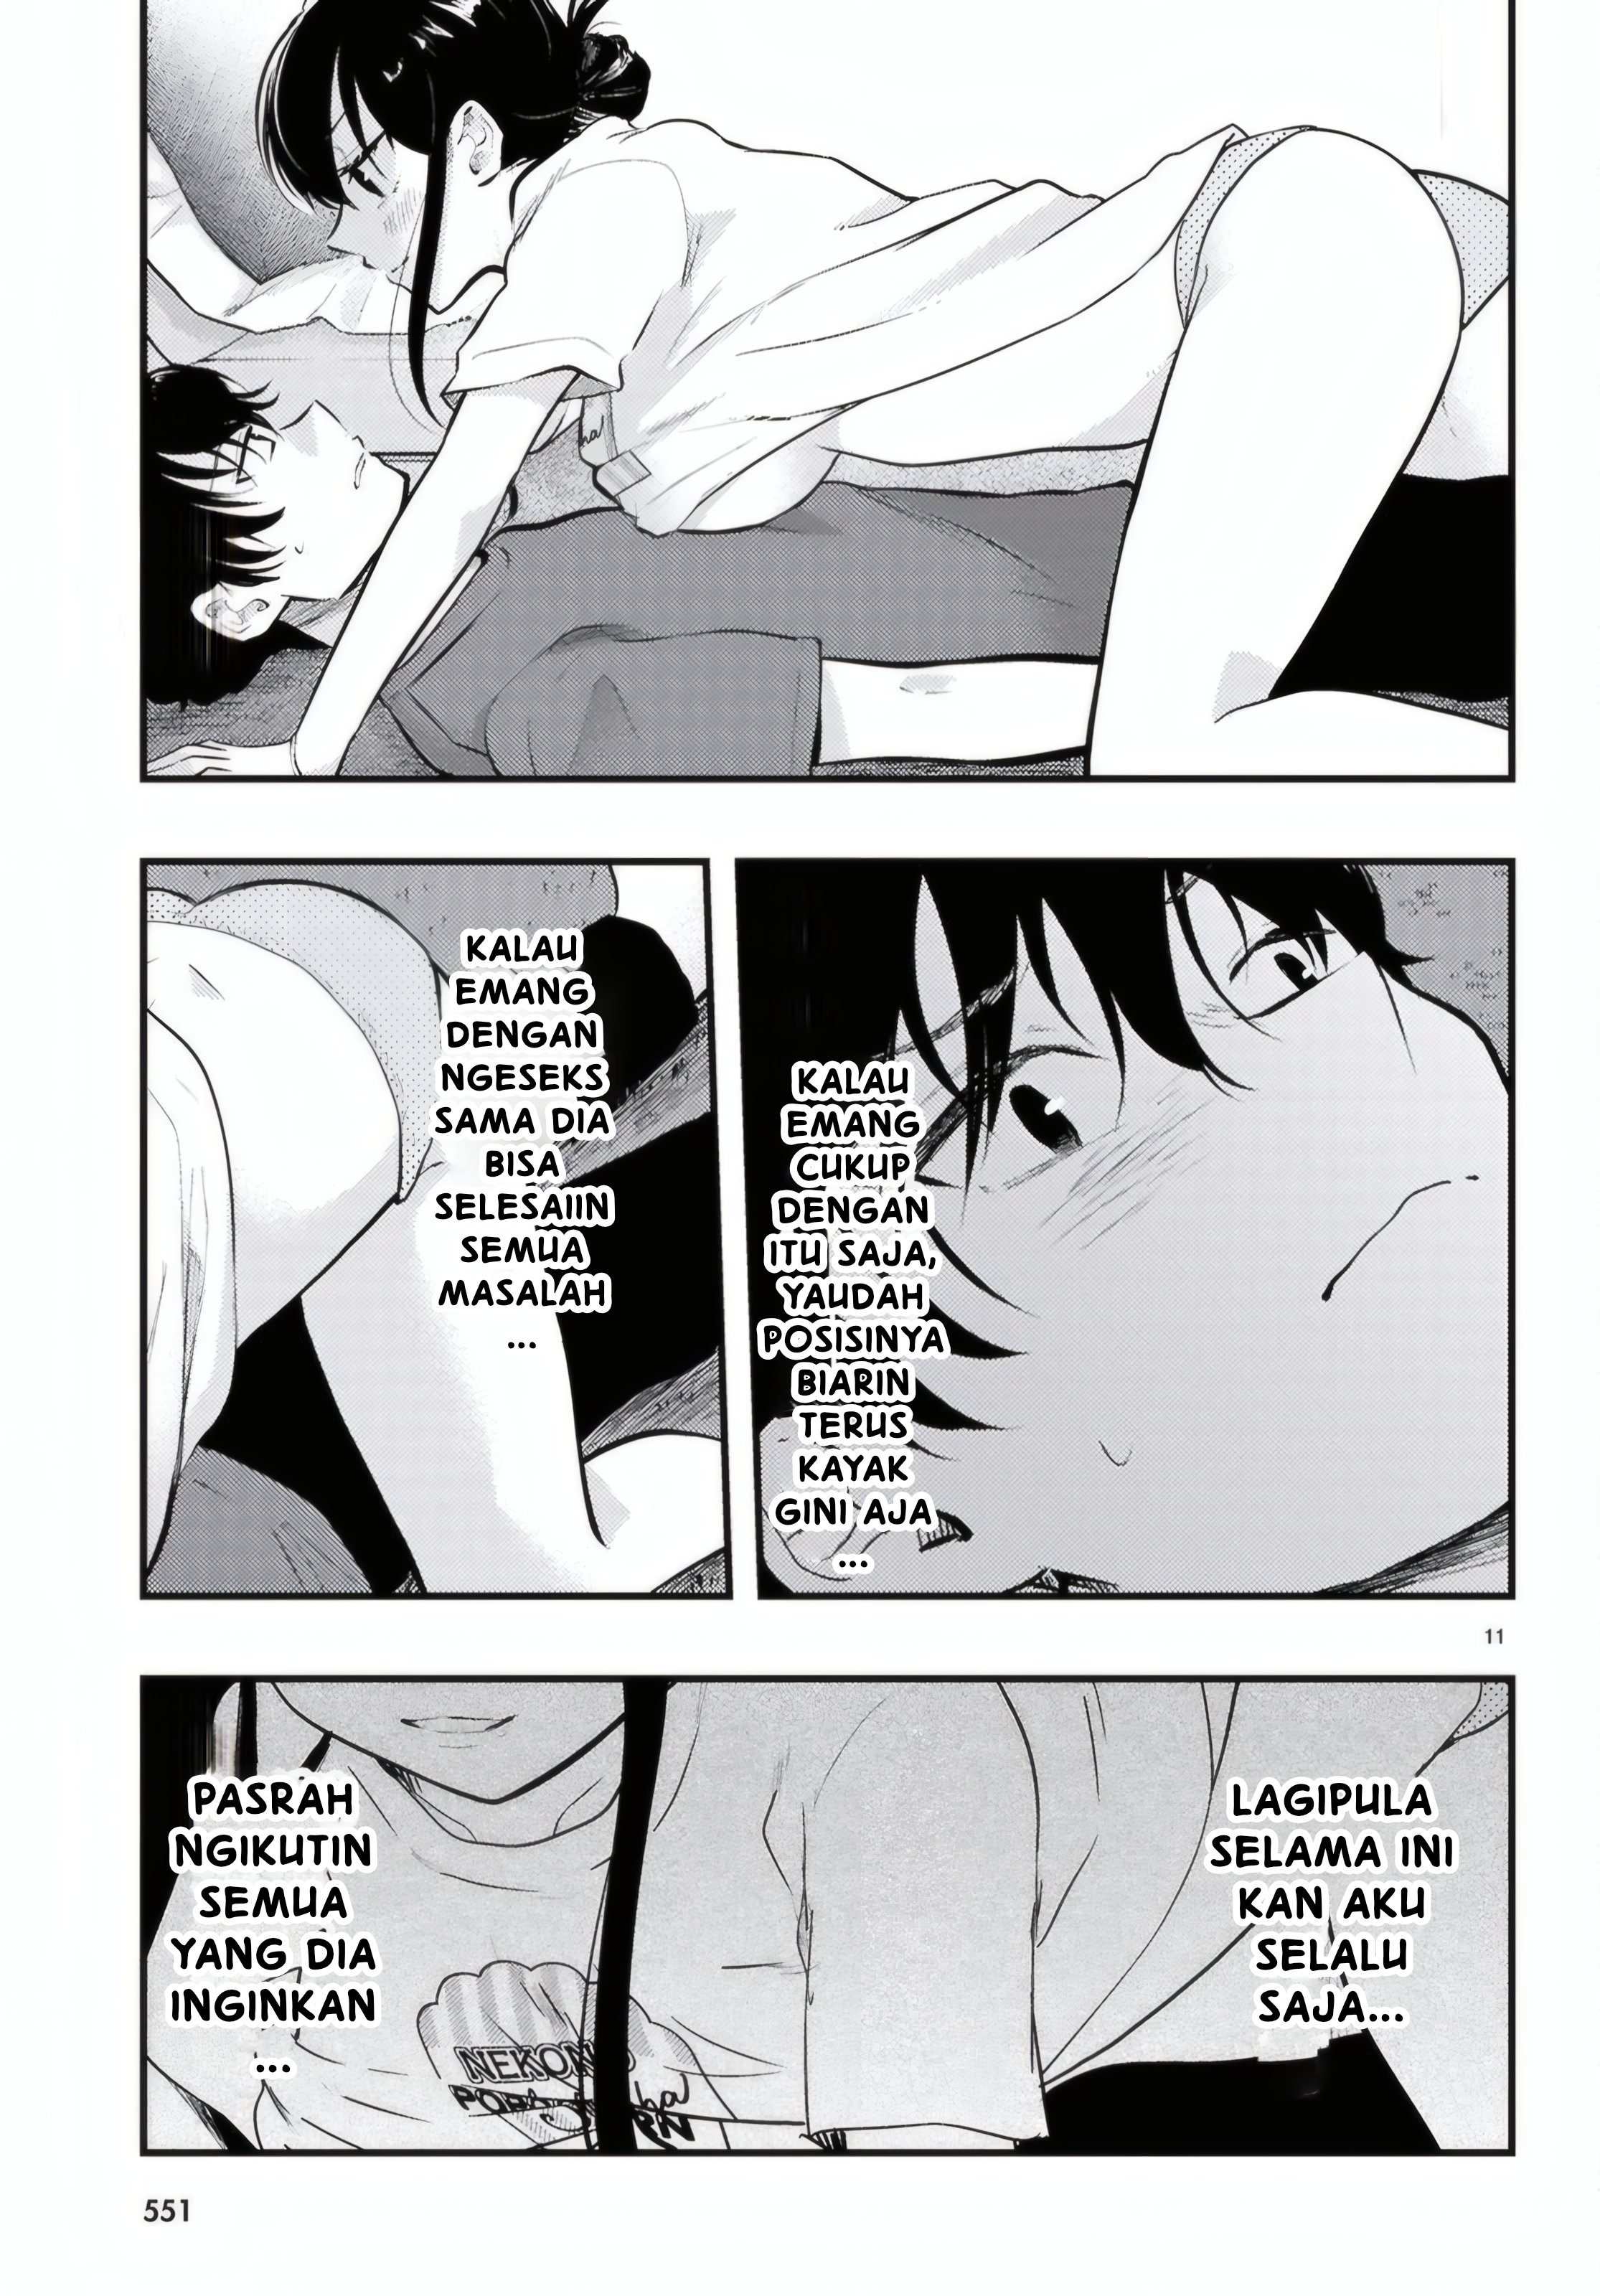 KALAU
EMANG
CUKUP
DENGAN
ITU SAJA,
YAUDAH
POSISINYA
BIARIN
TERUS
KAYAK
GINI AJA
...
KALAU
EMANG
DENGAN
NGESEKS
SAMA DIA
BISA
SELESAIIN
SEMUA
MASALAH
...
11
LAGIPULA
SELAMA INI
KAN AKU
SELALU
SAJA...
PASRAH
NGIKUTIN
SEMUA
YANG DIA
INGINKAN
...
551